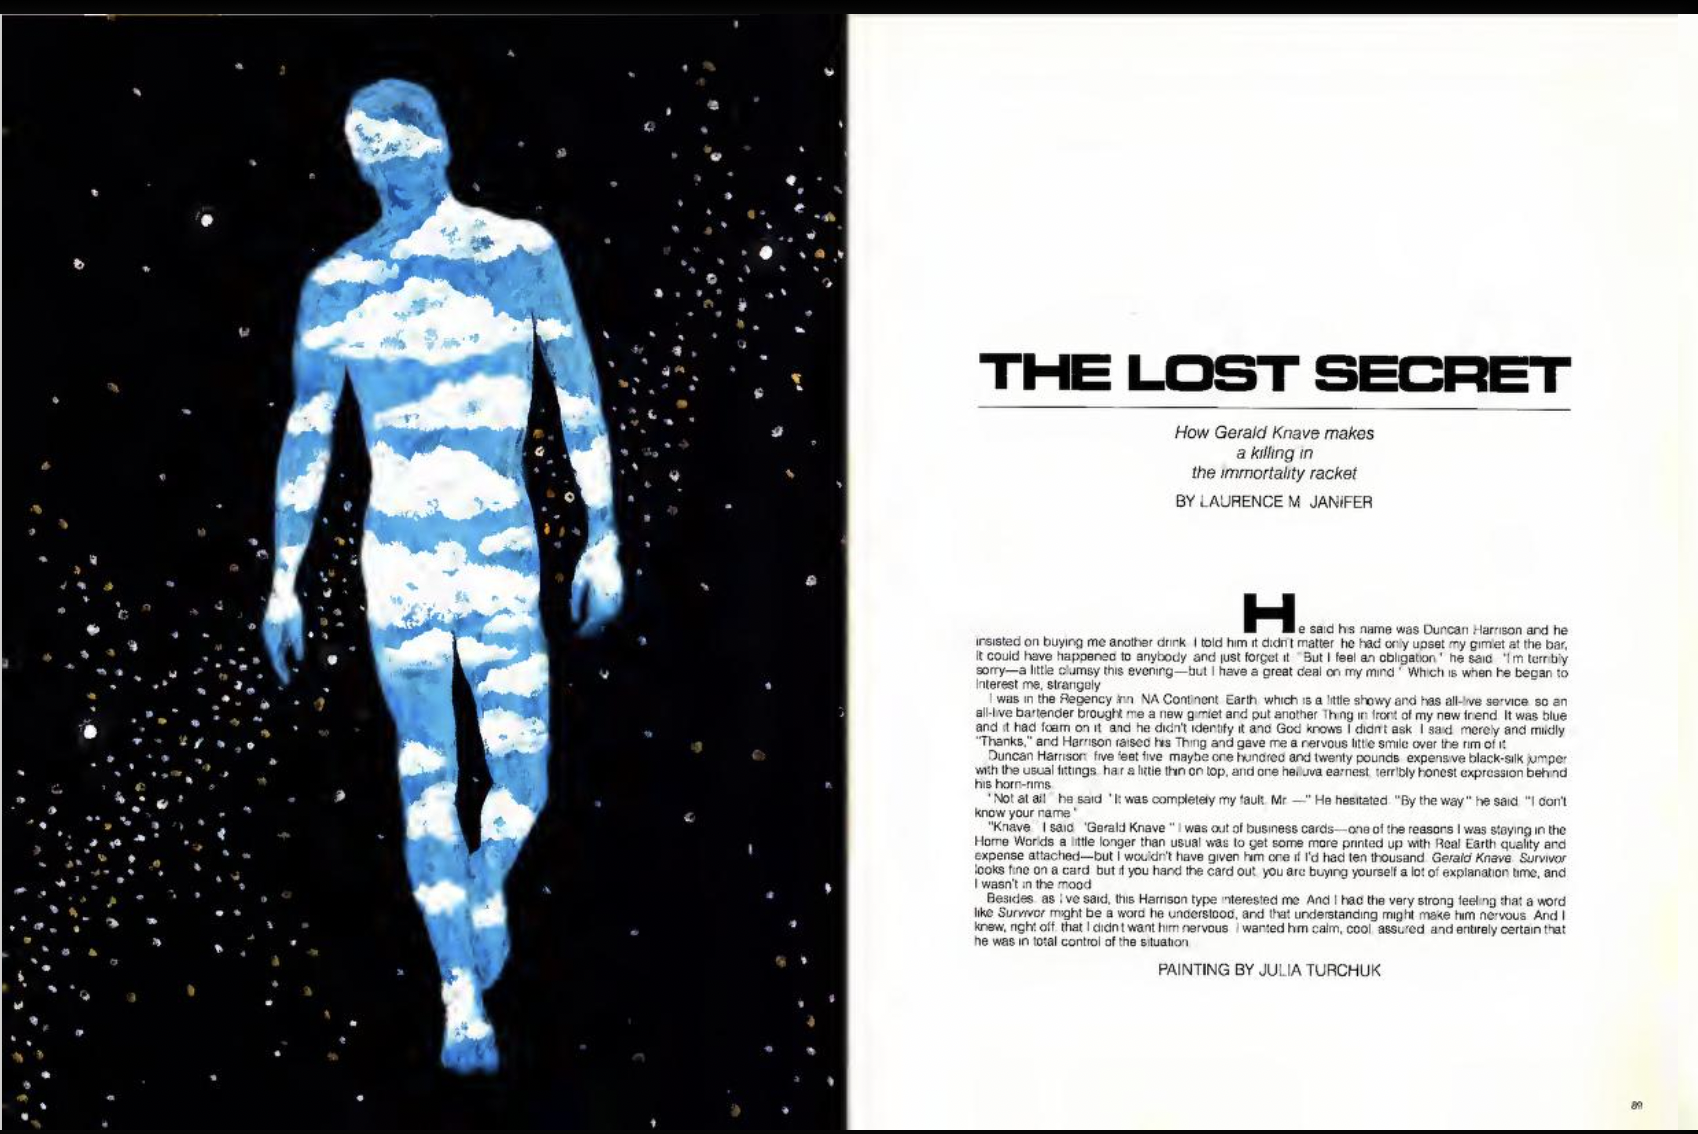 THE LOST SECRET
How Gerald Knave makes
a killing in
the immortality racket
BY LAURENCE M JANIFER
He said his name was Duncan Harrison and he
insisted on buying me another drink I told him it didn't matter he had only upset my gimlet at the bar,
it could have happened to anybody and just forget it "But I feel an obligation" he said "I'm terribly
sorry—a little clumsy this evening—but I have a great deal on my mind" Which is when he began to
interest me, strangely
I was in the Regency Inn NA Continent Earth which is a little showy and has all-live service so an
all-live bartender brought me a new gimlet and put another Thing in front of my new friend. It was blue
and it had foam on it and he didn't identify it and God knows I didn't ask I said merely and mildly
"Thanks," and Harrison raised his Thing and gave me a nervous little smile over the rim of it
Duncan Harrison five feet five maybe one hundred and twenty pounds expensive black-silk jumper
with the usual fittings hair a little thin on top, and one helluva earnest terribly honest expression behind
his horn-rims
"Not at all" he said "It was completely my fault Mr —" He hesitated "By the way" he said "I don't
know your name"
"Knave" I said "Gerald Knave" I was out of business cards—one of the reasons I was staying in the
Home Worlds a little longer than usual was to get some more printed up with Real Earth quality and
expense attached—but I wouldn't have given him one if I'd had ten thousand Gerald Knave Survivor
looks fine on a card but if you hand the card out you are buying yourself a lot of explanation time, and
I wasn't in the mood
Besides as I've said, this Harrison type interested me And I had the very strong feeling that a word
like Survivor might be a word he understood, and that understanding might make him nervous And I
knew, right off that I didn't want him nervous I wanted him calm, cool assured and entirely certain that
he was in total control of the situation
PAINTING BY JULIA TURCHUK
89